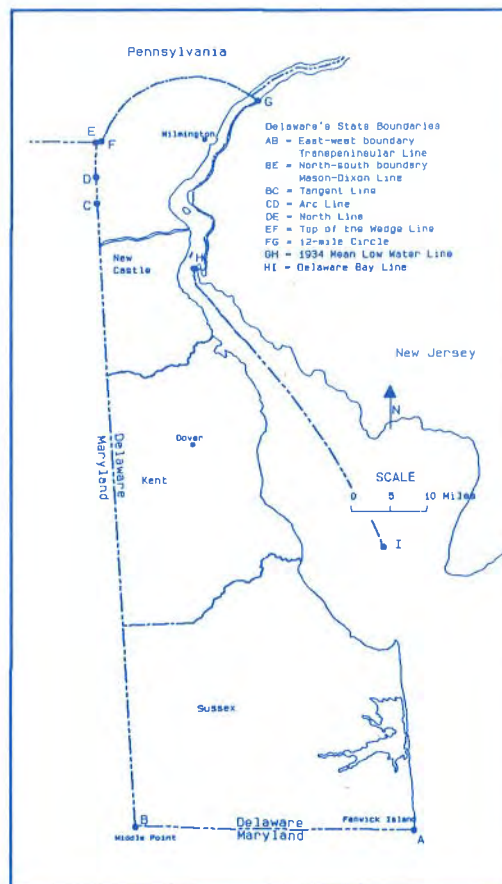 Pennsylvania
G
E
F
Wilmington
D
C
Delaware's State Boundaries
AB = East-west boundary
Transpeninsular Line
BE = North-South boundary
Mason-Dixon Line
BC = Tangent Line
CD = Arc Line
DE = North Line
EF = Top of the Wedge Line
FG = 12-mile Circle
GH = 1934 Mean Low Water Line
HI = Delaware Bay Line
H
New
Castle
New Jersey
N
Dover
Delaware
Maryland
Kent
SCALE
0 5 10 Miles
I
Sussex
B
Middle Point
Delaware
Maryland
Fenwick Island
A